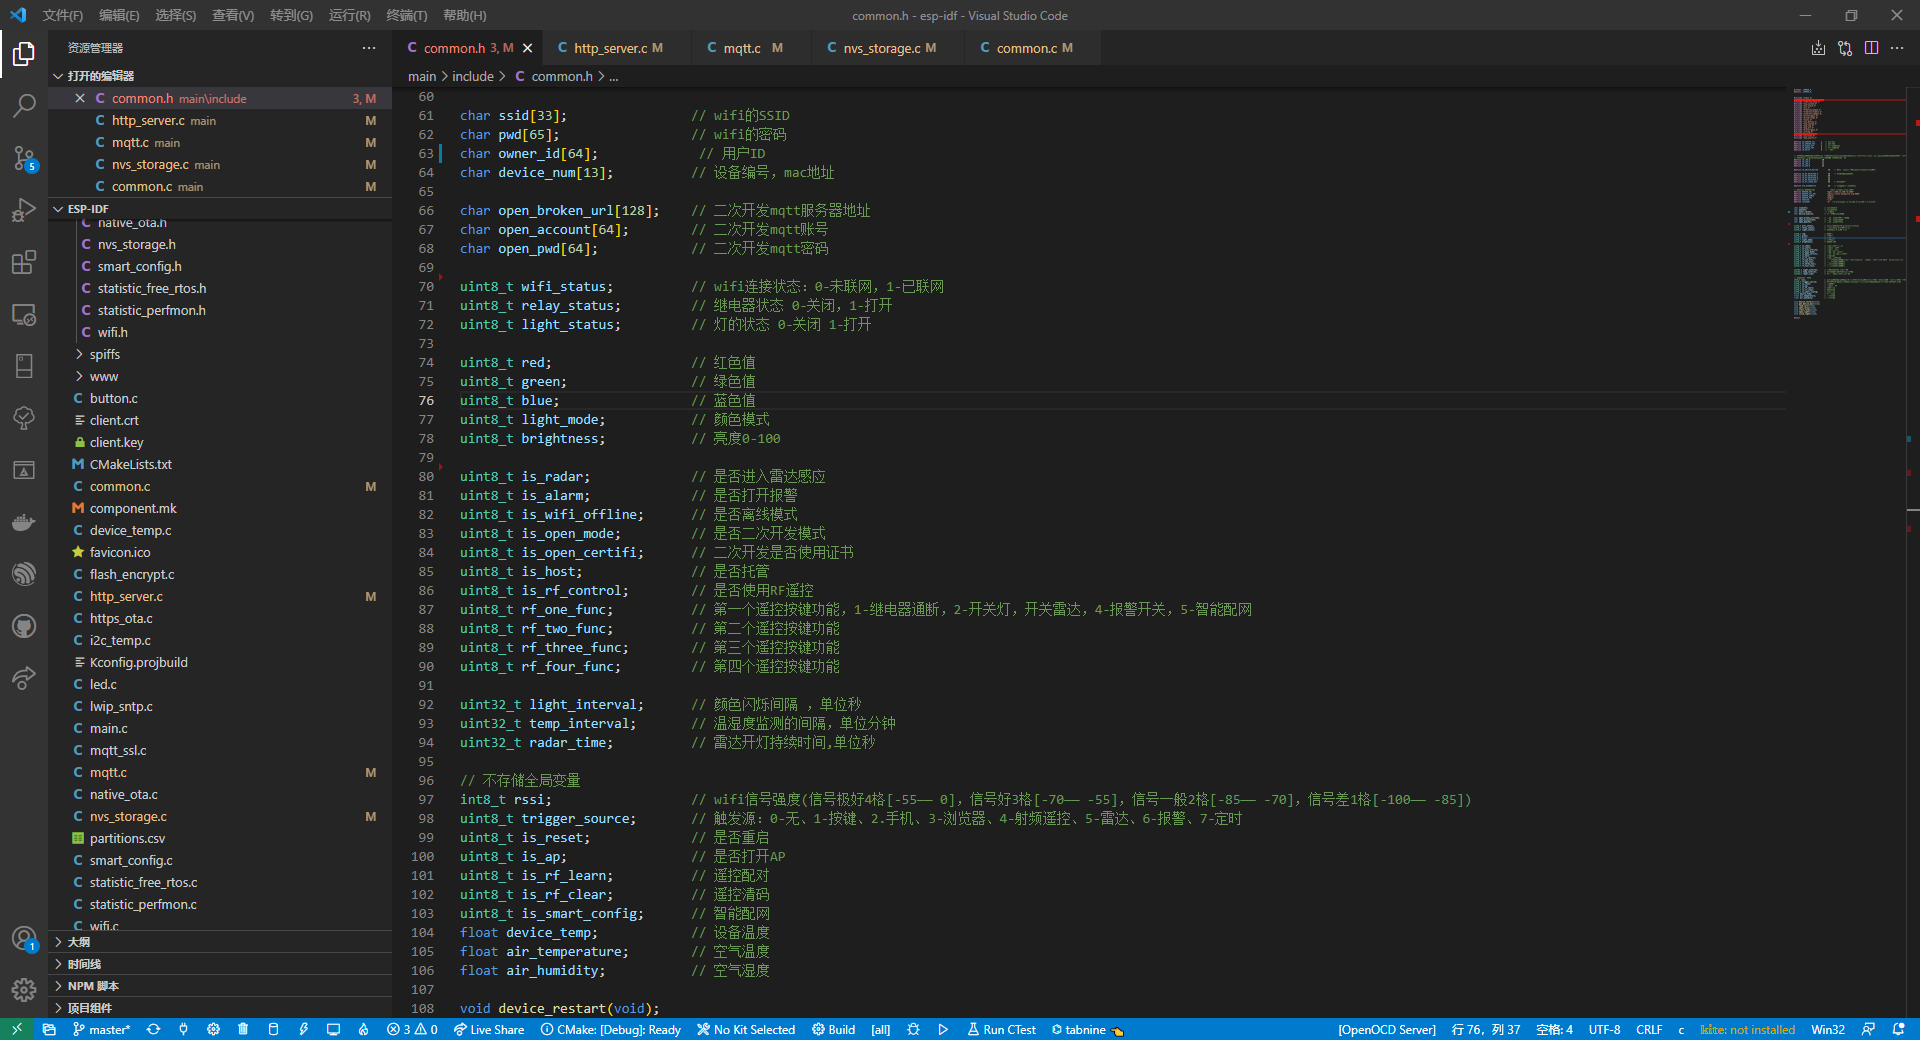 文件(F) 编辑(E) 选择(S) 查看(V) 转到(G) 运行(R) 终端(T) 帮助(H) common.h - esp-idf - Visual Studio Code
资源管理器
打开的编辑器
common.h main\include 3, M
http_server.c main M
mqtt.c main M
nvs_storage.c main M
common.c main M
ESP-IDF
native_ota.h
nvs_storage.h
smart_config.h
statistic_free_rtos.h
statistic_perfmon.h
wifi.h
spiffs
www
button.c
client.crt
client.key
CMakeLists.txt
common.c M
component.mk
device_temp.c
favicon.ico
flash_encrypt.c
http_server.c M
https_ota.c
i2c_temp.c
Kconfig.projbuild
led.c
lwip_sntp.c
main.c
mqtt_ssl.c
mqtt.c M
native_ota.c
nvs_storage.c M
partitions.csv
smart_config.c
statistic_free_rtos.c
statistic_perfmon.c
wifi.c
大纲
时间线
NPM 脚本
项目组件
5
1
common.h 3, M http_server.c M mqtt.c M nvs_storage.c M common.c M
main > include > C common.h > ...
60
61 char ssid[33]; // wifi的SSID
62 char pwd[65]; // wifi的密码
63 char owner_id[64]; // 用户ID
64 char device_num[13]; // 设备编号，mac地址
65
66 char open_broken_url[128]; // 二次开发mqtt服务器地址
67 char open_account[64]; // 二次开发mqtt账号
68 char open_pwd[64]; // 二次开发mqtt密码
69
70 uint8_t wifi_status; // wifi连接状态：0-未联网，1-已联网
71 uint8_t relay_status; // 继电器状态 0-关闭，1-打开
72 uint8_t light_status; // 灯的状态 0-关闭 1-打开
73
74 uint8_t red; // 红色值
75 uint8_t green; // 绿色值
76 uint8_t blue; // 蓝色值
77 uint8_t light_mode; // 颜色模式
78 uint8_t brightness; // 亮度0-100
79
80 uint8_t is_radar; // 是否进入雷达感应
81 uint8_t is_alarm; // 是否打开报警
82 uint8_t is_wifi_offline; // 是否离线模式
83 uint8_t is_open_mode; // 是否二次开发模式
84 uint8_t is_open_certifi; // 二次开发是否使用证书
85 uint8_t is_host; // 是否托管
86 uint8_t is_rf_control; // 是否使用RF遥控
87 uint8_t rf_one_func; // 第一个遥控按键功能，1-继电器通断，2-开关灯，开关雷达，4-报警开关，5-智能配网
88 uint8_t rf_two_func; // 第二个遥控按键功能
89 uint8_t rf_three_func; // 第三个遥控按键功能
90 uint8_t rf_four_func; // 第四个遥控按键功能
91
92 uint32_t light_interval; // 颜色闪烁间隔 ，单位秒
93 uint32_t temp_interval; // 温湿度监测的间隔，单位分钟
94 uint32_t radar_time; // 雷达开灯持续时间,单位秒
95
96 // 不存储全局变量
97 int8_t rssi; // wifi信号强度(信号极好4格[-55—— 0]，信号好3格[-70—— -55]，信号一般2格[-85—— -70]，信号差1格[-100—— -85])
98 uint8_t trigger_source; // 触发源：0-无、1-按键、2.手机、3-浏览器、4-射频遥控、5-雷达、6-报警、7-定时
99 uint8_t is_reset; // 是否重启
100 uint8_t is_ap; // 是否打开AP
101 uint8_t is_rf_learn; // 遥控配对
102 uint8_t is_rf_clear; // 遥控清码
103 uint8_t is_smart_config; // 智能配网
104 float device_temp; // 设备温度
105 float air_temperature; // 空气温度
106 float air_humidity; // 空气湿度
107
108 void device_restart(void);
master* 3 0 Live Share CMake: [Debug]: Ready No Kit Selected Build [all] Run CTest tabnine [OpenOCD Server] 行 76，列 37 空格: 4 UTF-8 CRLF c kite: not installed Win32